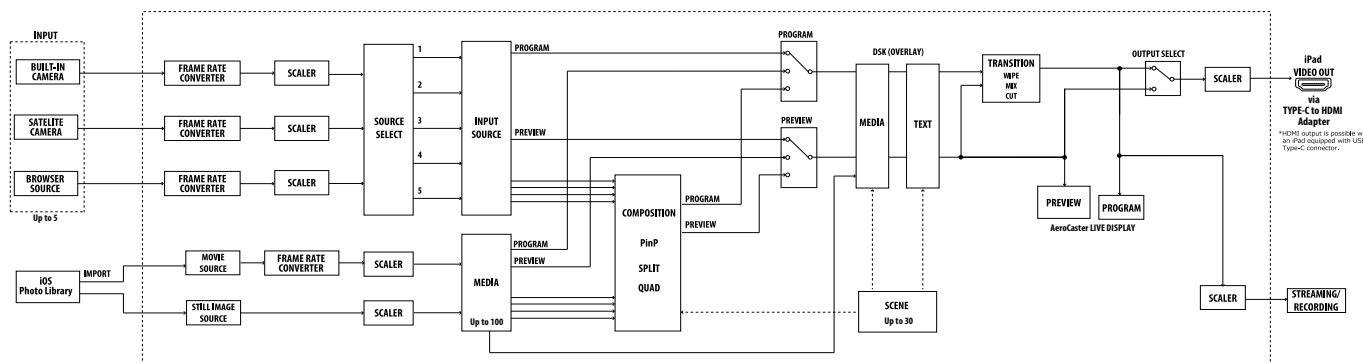 INPUT
BUILT-IN
CAMERA
SATELITE
CAMERA
BROWSER
SOURCE
Up to 5
FRAME RATE
CONVERTER
SCALER
FRAME RATE
CONVERTER
SCALER
FRAME RATE
CONVERTER
SCALER
SOURCE
SELECT
1
2
3
4
5
INPUT
SOURCE
PROGRAM
PREVIEW
iOS
Photo Library
IMPORT
MOVIE
SOURCE
FRAME RATE
CONVERTER
SCALER
STILL IMAGE
SOURCE
SCALER
MEDIA
Up to 100
PROGRAM
PREVIEW
COMPOSITION
PinP
SPLIT
QUAD
PROGRAM
PREVIEW
PROGRAM
PREVIEW
DSK (OVERLAY)
MEDIA
TEXT
SCENE
Up to 30
TRANSITION
WIPE
MIX
CUT
PREVIEW
PROGRAM
AeroCaster LIVE DISPLAY
OUTPUT SELECT
SCALER
iPad
VIDEO OUT
via
TYPE-C to HDMI
Adapter
*HDMI output is possible w
an iPad equipped with USB
Type-C connector.
SCALER
STREAMING/
RECORDING